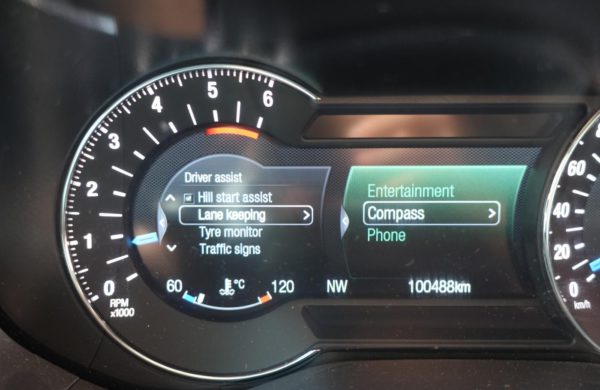 6
5
4
3
2
1
0
RPM
x1000
Driver assist
Hill start assist
Lane keeping >
Tyre monitor
Traffic signs
60 °C 120
Entertainment
Compass >
Phone
NW 100488km
60
40
20
0
km/h